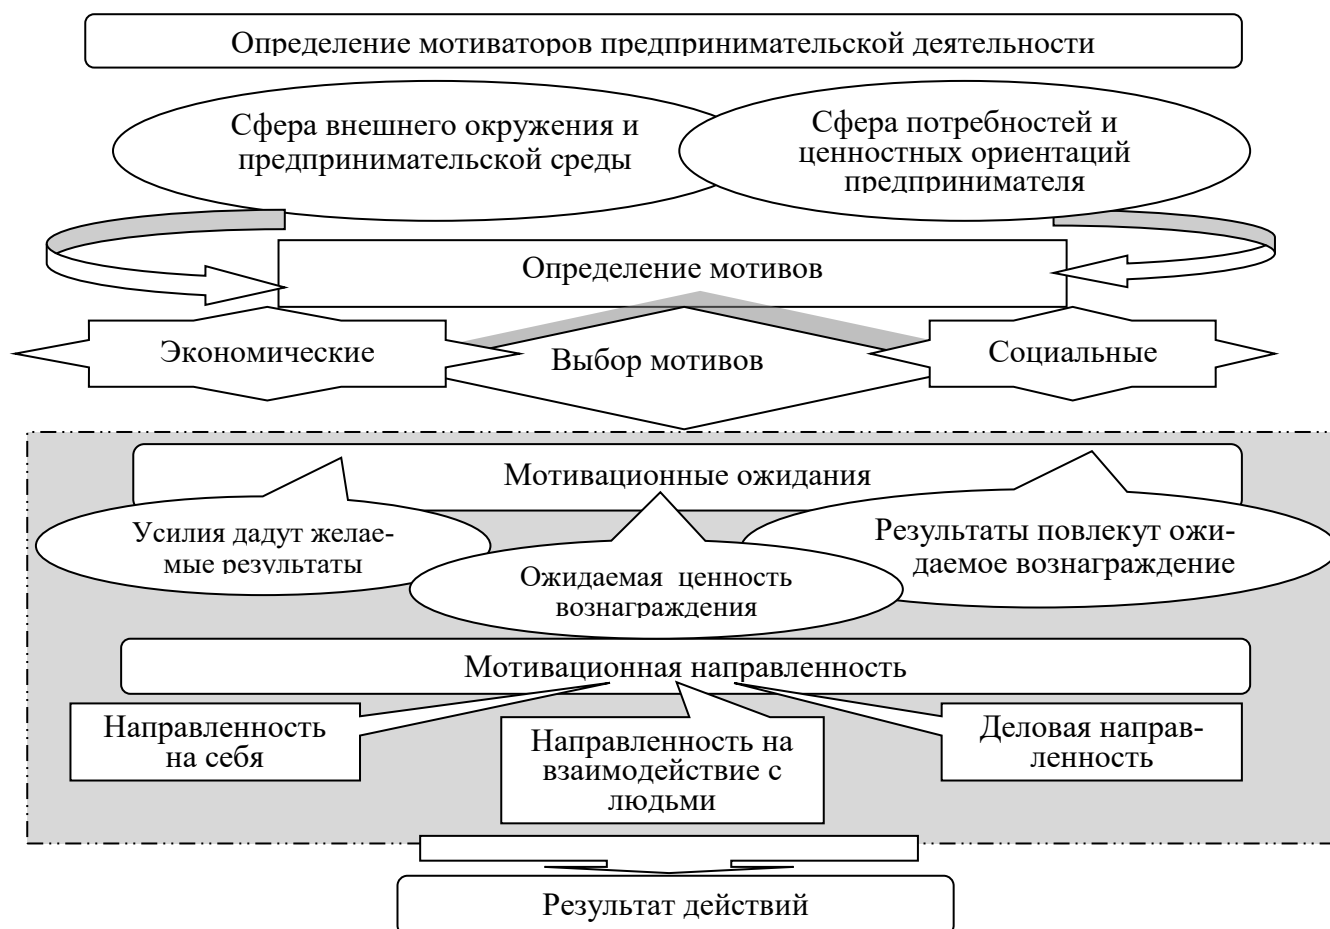 Определение мотиваторов предпринимательской деятельности
Сфера внешнего окружения и
предпринимательской среды
Сфера потребностей и
ценностных ориентаций
предпринимателя
Определение мотивов
Экономические
Выбор мотивов
Социальные
Мотивационные ожидания
Усилия дадут желае-
мые результаты
Ожидаемая ценность
вознаграждения
Результаты повлекут ожи-
даемое вознаграждение
Мотивационная направленность
Направленность
на себя
Направленность на
взаимодействие с
людьми
Деловая направ-
ленность
Результат действий